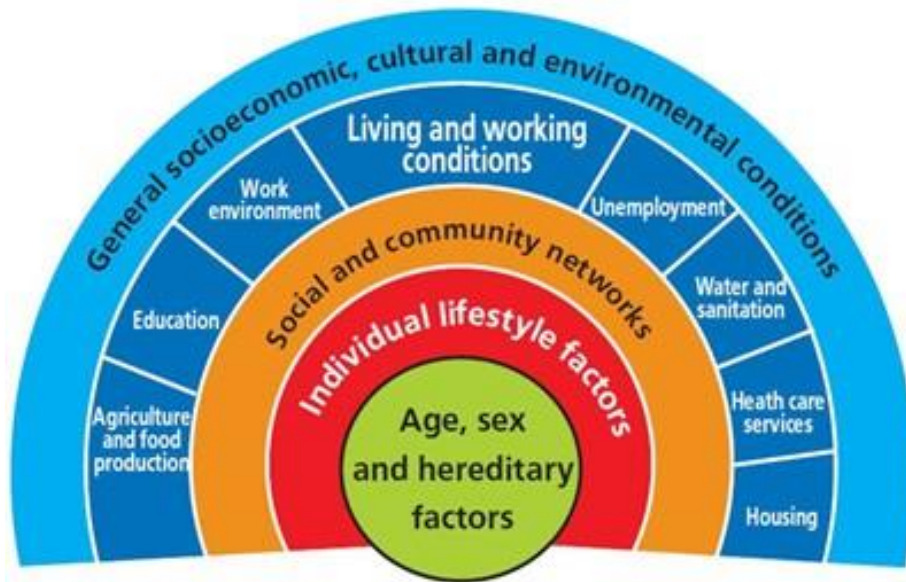 General socioeconomic, cultural and environmental conditions
Living and working
conditions
Work
environment
Unemployment
Education
Water and
sanitation
Agriculture
and food
production
Heath care
services
Housing
Social and community networks
Individual lifestyle factors
Age, sex
and hereditary
factors